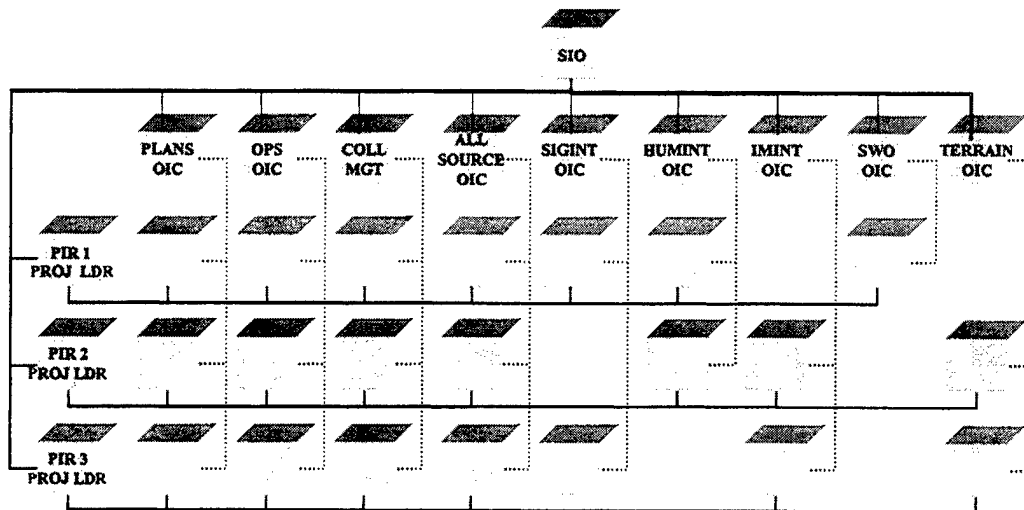 SIO
PLANS OIC
OPS OIC
COLL MGT
ALL SOURCE OIC
SIGINT OIC
HUMINT OIC
IMINT OIC
SWO OIC
TERRAIN OIC
PIR 1
PROJ LDR
PIR 2
PROJ LDR
PIR 3
PROJ LDR